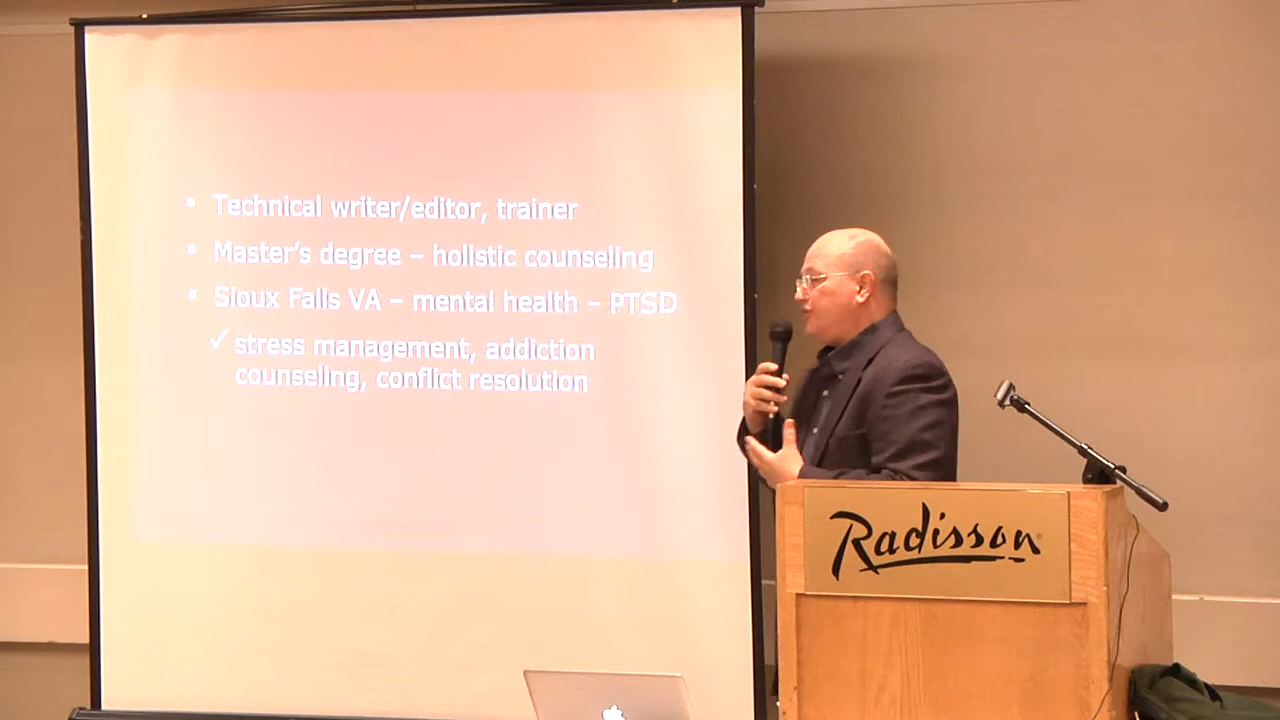 • Technical writer/editor, trainer
• Master's degree – holistic counseling
• Sioux Falls VA – mental health – PTSD
✓ stress management, addiction
counseling, conflict resolution
Radisson